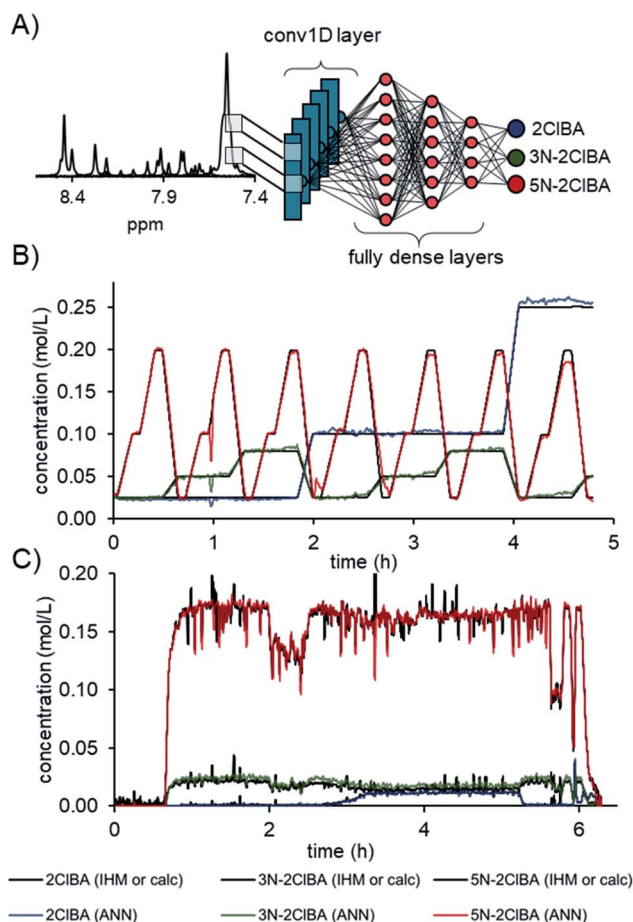 A)
conv1D layer
2ClBA
3N-2ClBA
5N-2ClBA
8.4 7.9 7.4
ppm
fully dense layers
B)
concentration (mol/L)
0.25
0.20
0.15
0.10
0.05
0.00
0 1 2 3 4 5
time (h)
C)
concentration (mol/L)
0.20
0.15
0.10
0.05
0.00
0 2 4 6
time (h)
2ClBA (IHM or calc) 3N-2ClBA (IHM or calc) 5N-2ClBA (IHM or calc)
2ClBA (ANN) 3N-2ClBA (ANN) 5N-2ClBA (ANN)